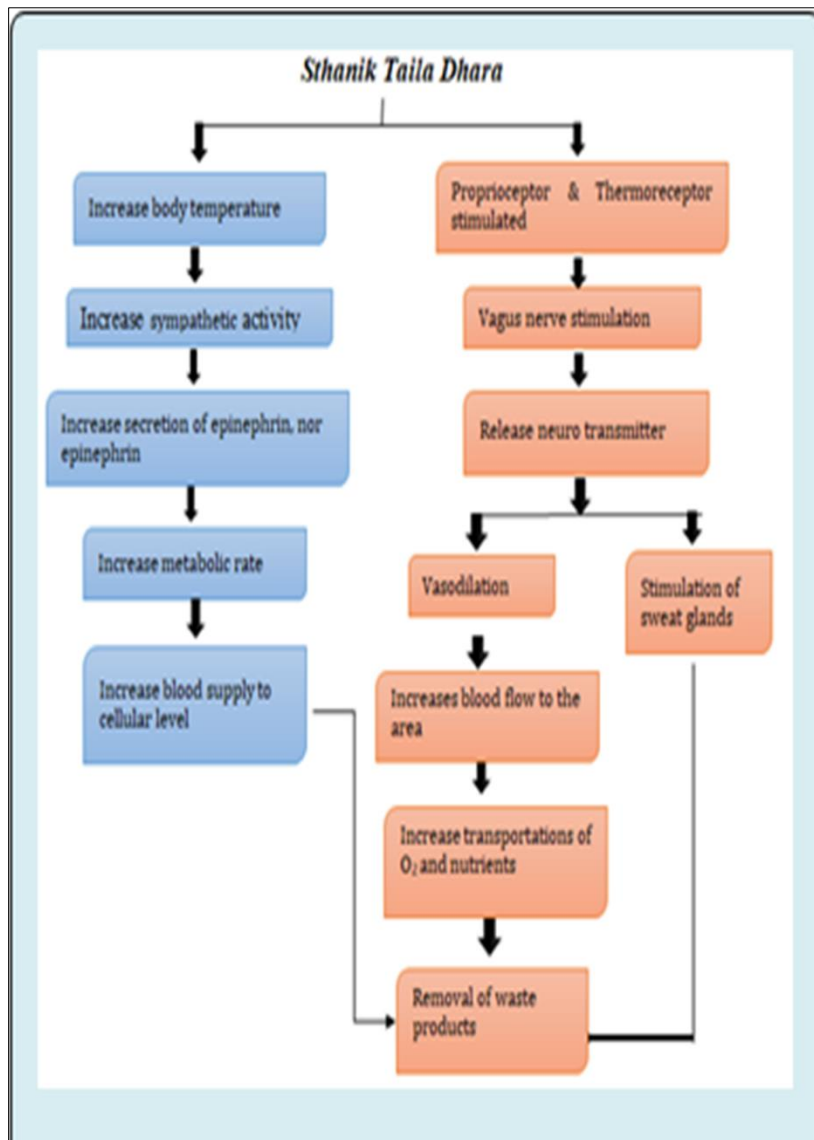 Sthanik Taila Dhara
Increase body temperature
Increase sympathetic activity
Increase secretion of epinephrin, nor
epinephrin
Increase metabolic rate
Increase blood supply to
cellular level
Proprioceptor & Thermoreceptor
stimulated
Vagus nerve stimulation
Release neuro transmitter
Vasodilation
Stimulation of
sweat glands
Increases blood flow to the
area
Increase transportations of
O₂ and nutrients
Removal of waste
products